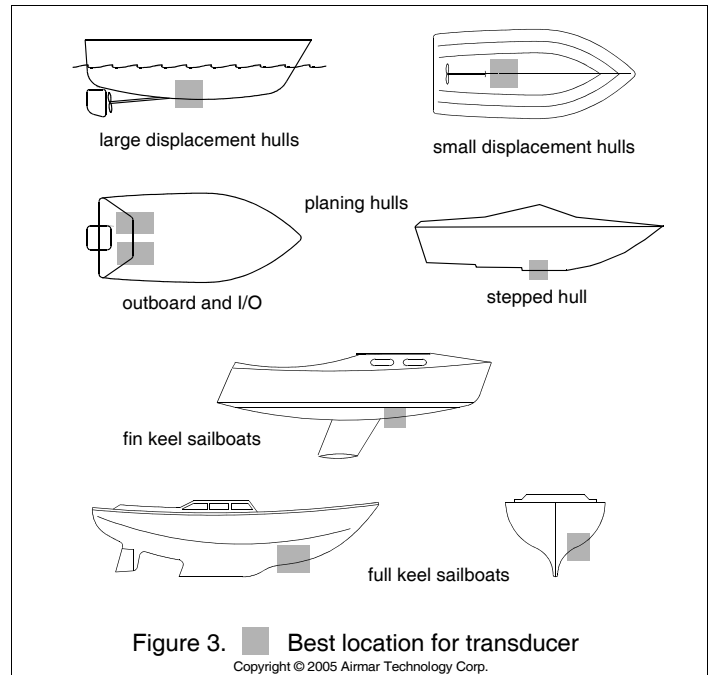 large displacement hulls
small displacement hulls
planing hulls
outboard and I/O
stepped hull
fin keel sailboats
full keel sailboats
Figure 3. Best location for transducer
Copyright © 2005 Airmar Technology Corp.